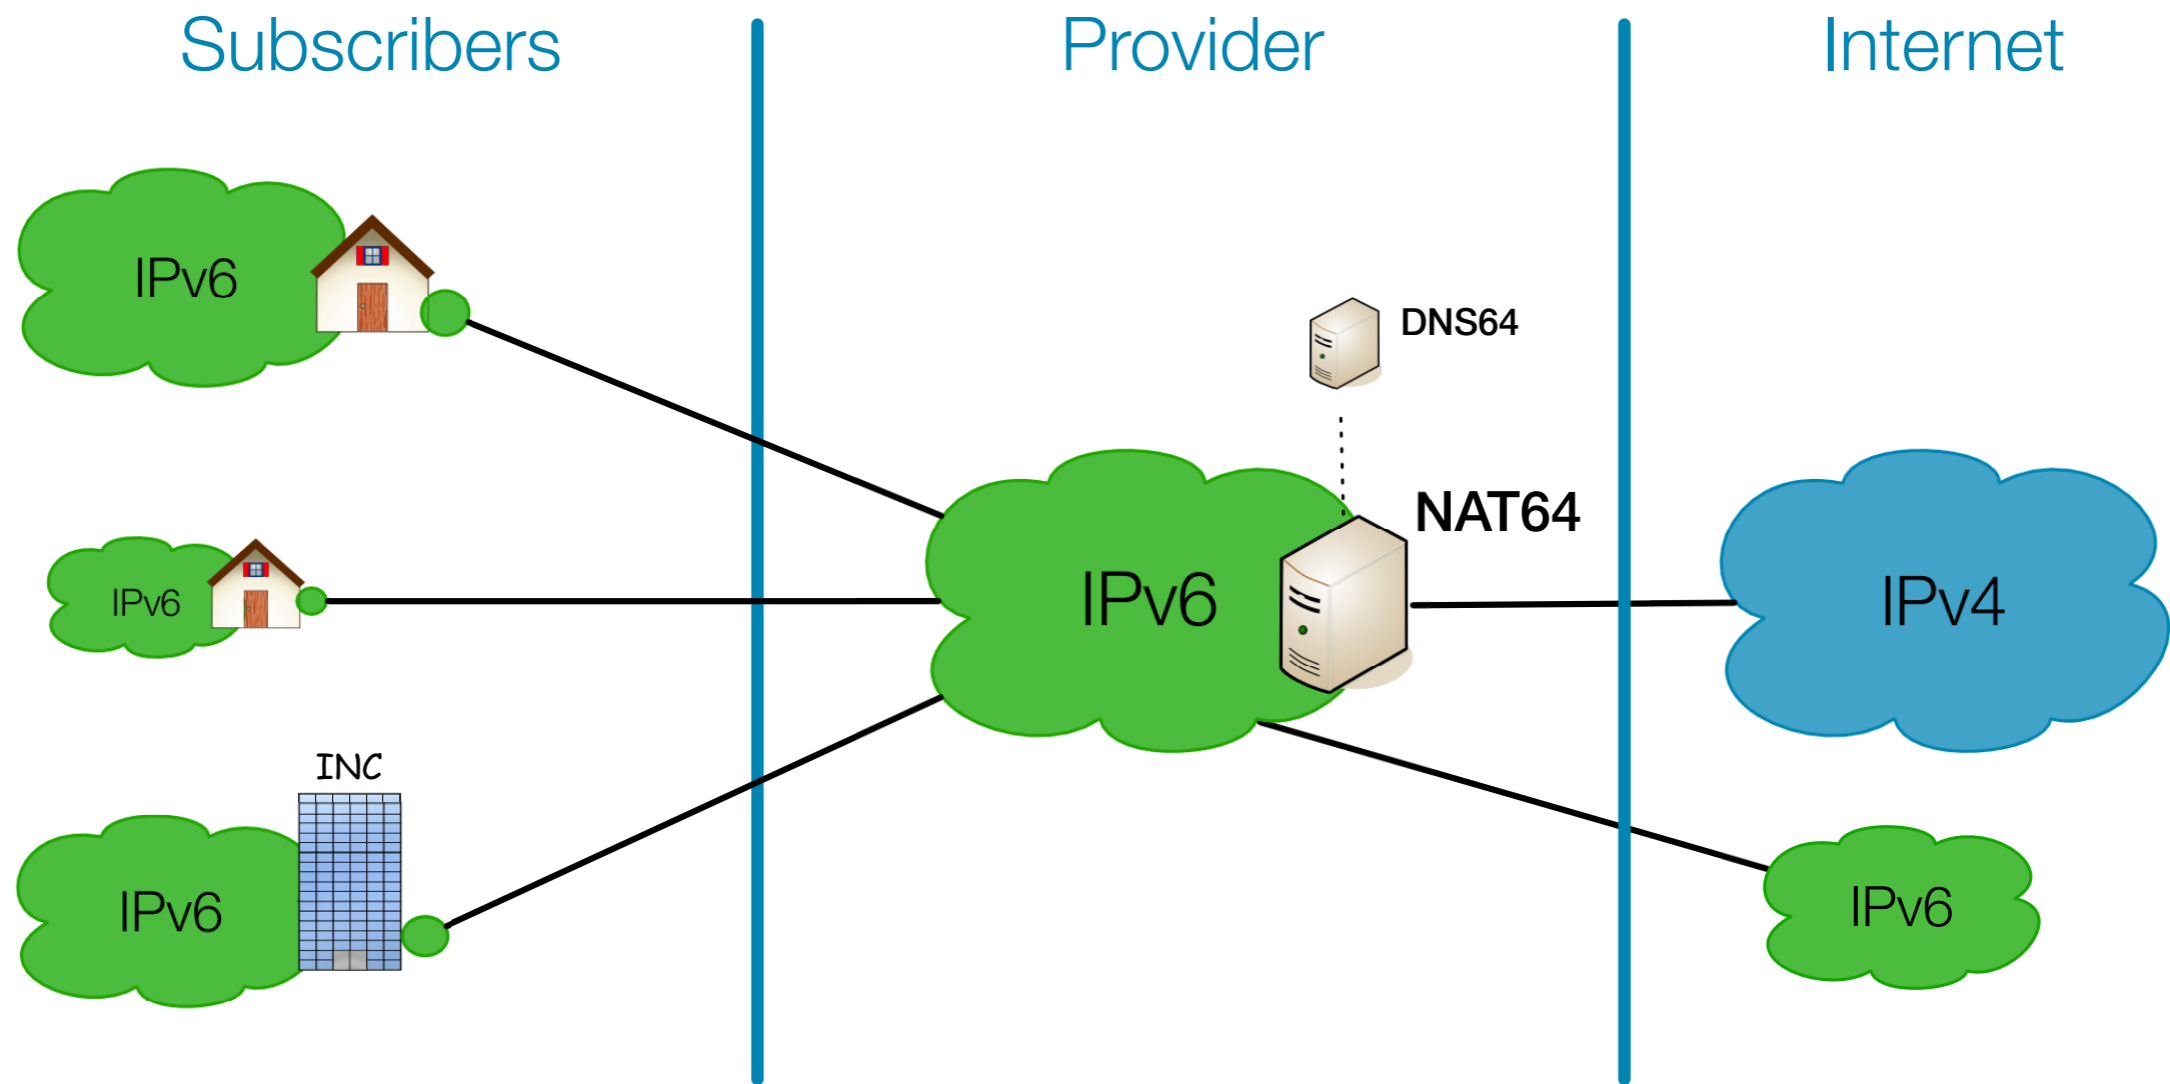 Subscribers
Provider
Internet
IPv6
DNS64
NAT64
IPv6
IPv6
IPv4
INC
IPv6
IPv6